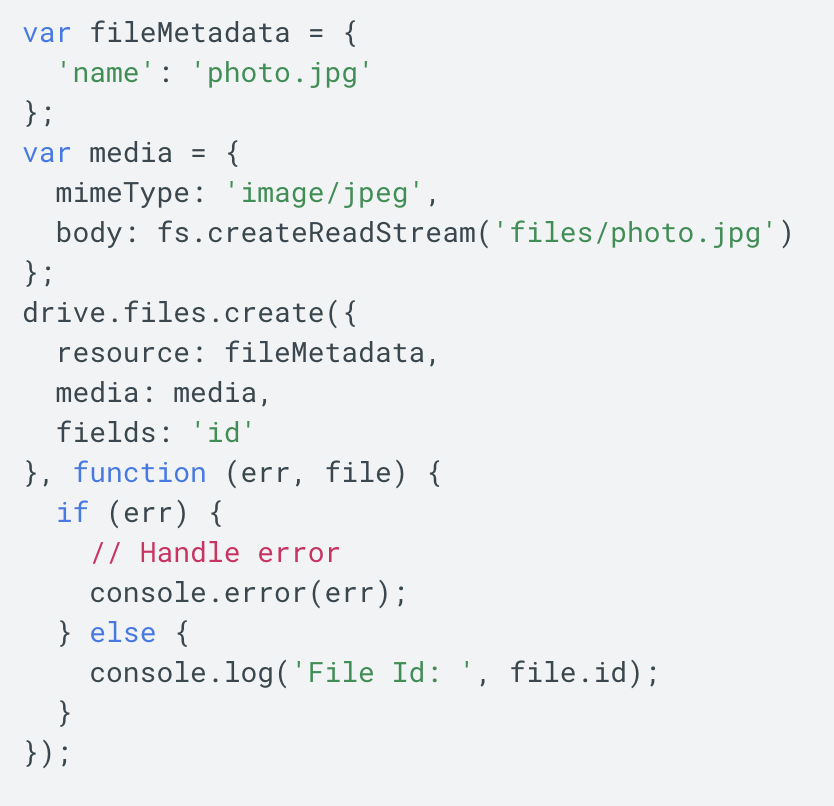 var fileMetadata = {
  'name': 'photo.jpg'
};
var media = {
  mimeType: 'image/jpeg',
  body: fs.createReadStream('files/photo.jpg')
};
drive.files.create({
  resource: fileMetadata,
  media: media,
  fields: 'id'
}, function (err, file) {
  if (err) {
    // Handle error
    console.error(err);
  } else {
    console.log('File Id: ', file.id);
  }
});